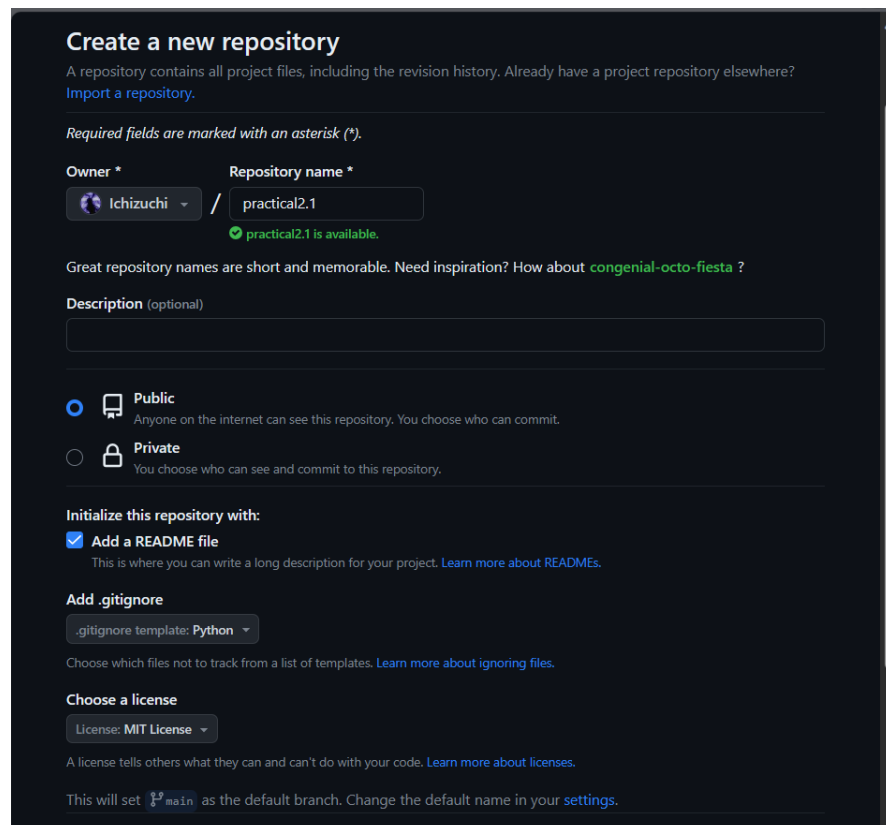 Create a new repository
A repository contains all project files, including the revision history. Already have a project repository elsewhere?
Import a repository.
Required fields are marked with an asterisk (*).
Owner * Repository name *
Ichizuchi / practical2.1
practical2.1 is available.
Great repository names are short and memorable. Need inspiration? How about congenial-octo-fiesta ?
Description (optional)
Public
Anyone on the internet can see this repository. You choose who can commit.
Private
You choose who can see and commit to this repository.
Initialize this repository with:
Add a README file
This is where you can write a long description for your project. Learn more about READMEs.
Add .gitignore
.gitignore template: Python
Choose which files not to track from a list of templates. Learn more about ignoring files.
Choose a license
License: MIT License
A license tells others what they can and can't do with your code. Learn more about licenses.
This will set main as the default branch. Change the default name in your settings.